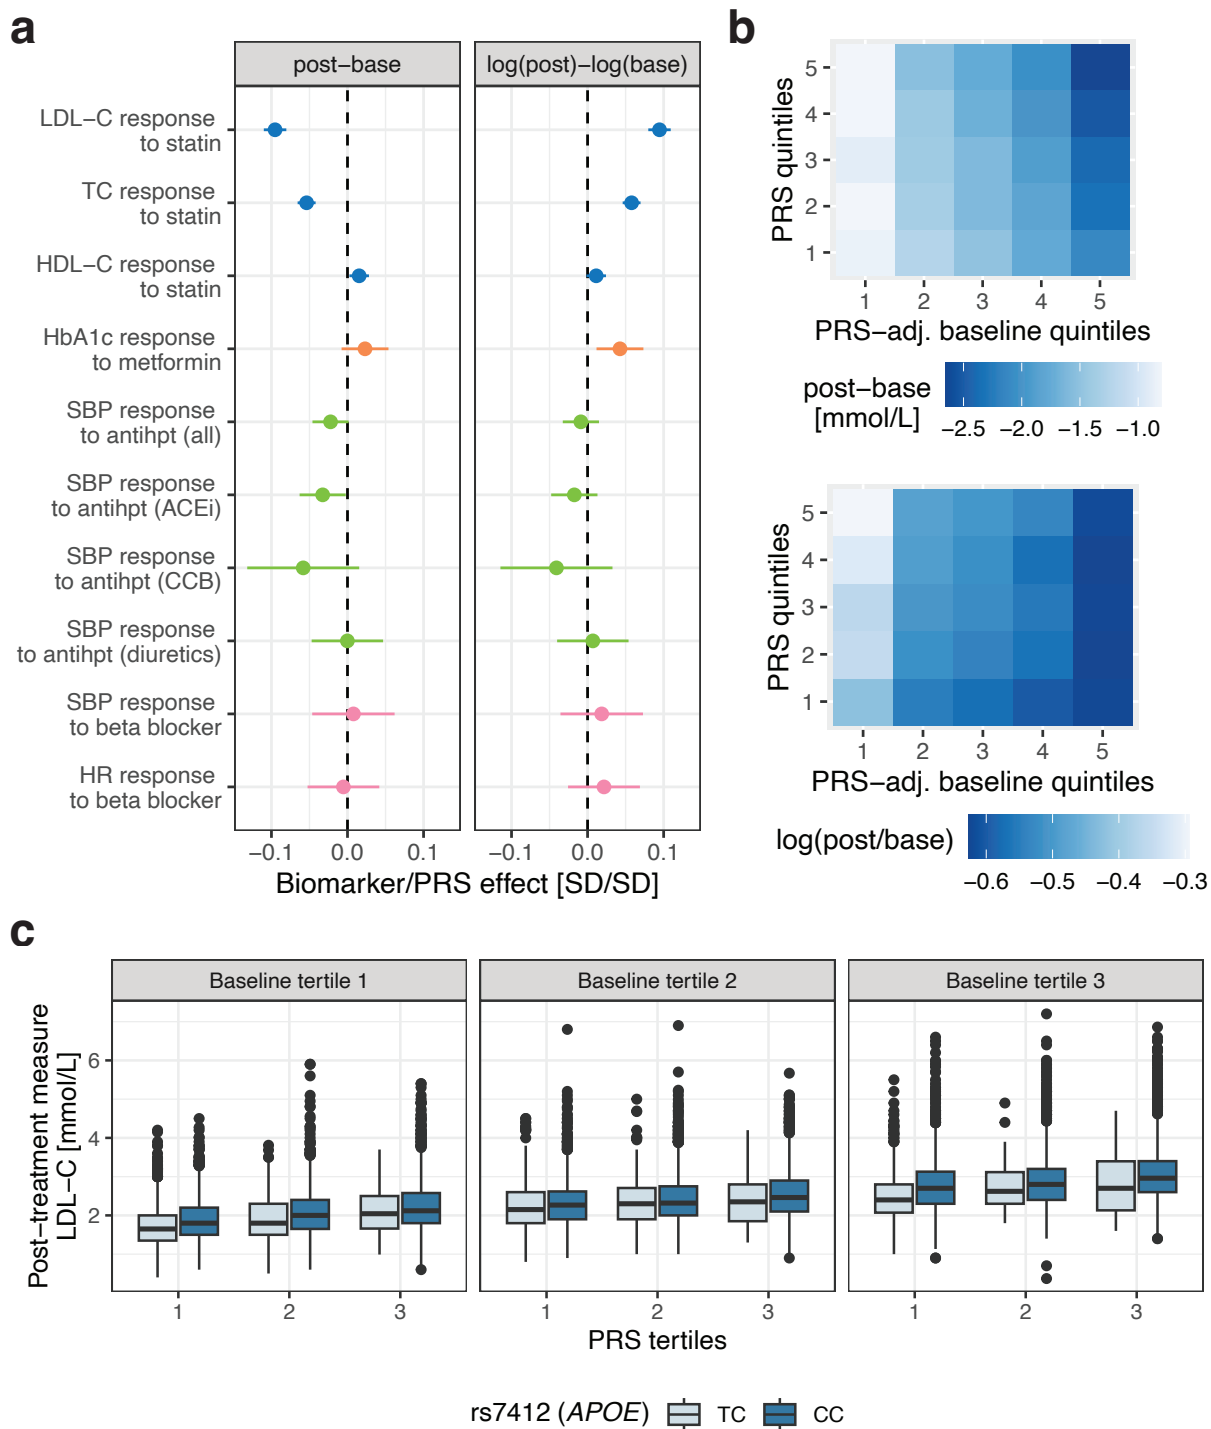 a
post−base
log(post)−log(base)
LDL−C response
to statin
TC response
to statin
HDL−C response
to statin
HbA1c response
to metformin
SBP response
to antihpt (all)
SBP response
to antihpt (ACEi)
SBP response
to antihpt (CCB)
SBP response
to antihpt (diuretics)
SBP response
to beta blocker
HR response
to beta blocker
−0.1 0.0 0.1
−0.1 0.0 0.1
Biomarker/PRS effect [SD/SD]
b
PRS quintiles
5
4
3
2
1
1 2 3 4 5
PRS−adj. baseline quintiles
post−base
[mmol/L]
−2.5 −2.0 −1.5 −1.0
PRS quintiles
5
4
3
2
1
1 2 3 4 5
PRS−adj. baseline quintiles
log(post/base)
−0.6 −0.5 −0.4 −0.3
c
Baseline tertile 1
Baseline tertile 2
Baseline tertile 3
Post−treatment measure
LDL−C [mmol/L]
6
4
2
1 2 3
1 2 3
1 2 3
PRS tertiles
rs7412 (APOE) TC CC